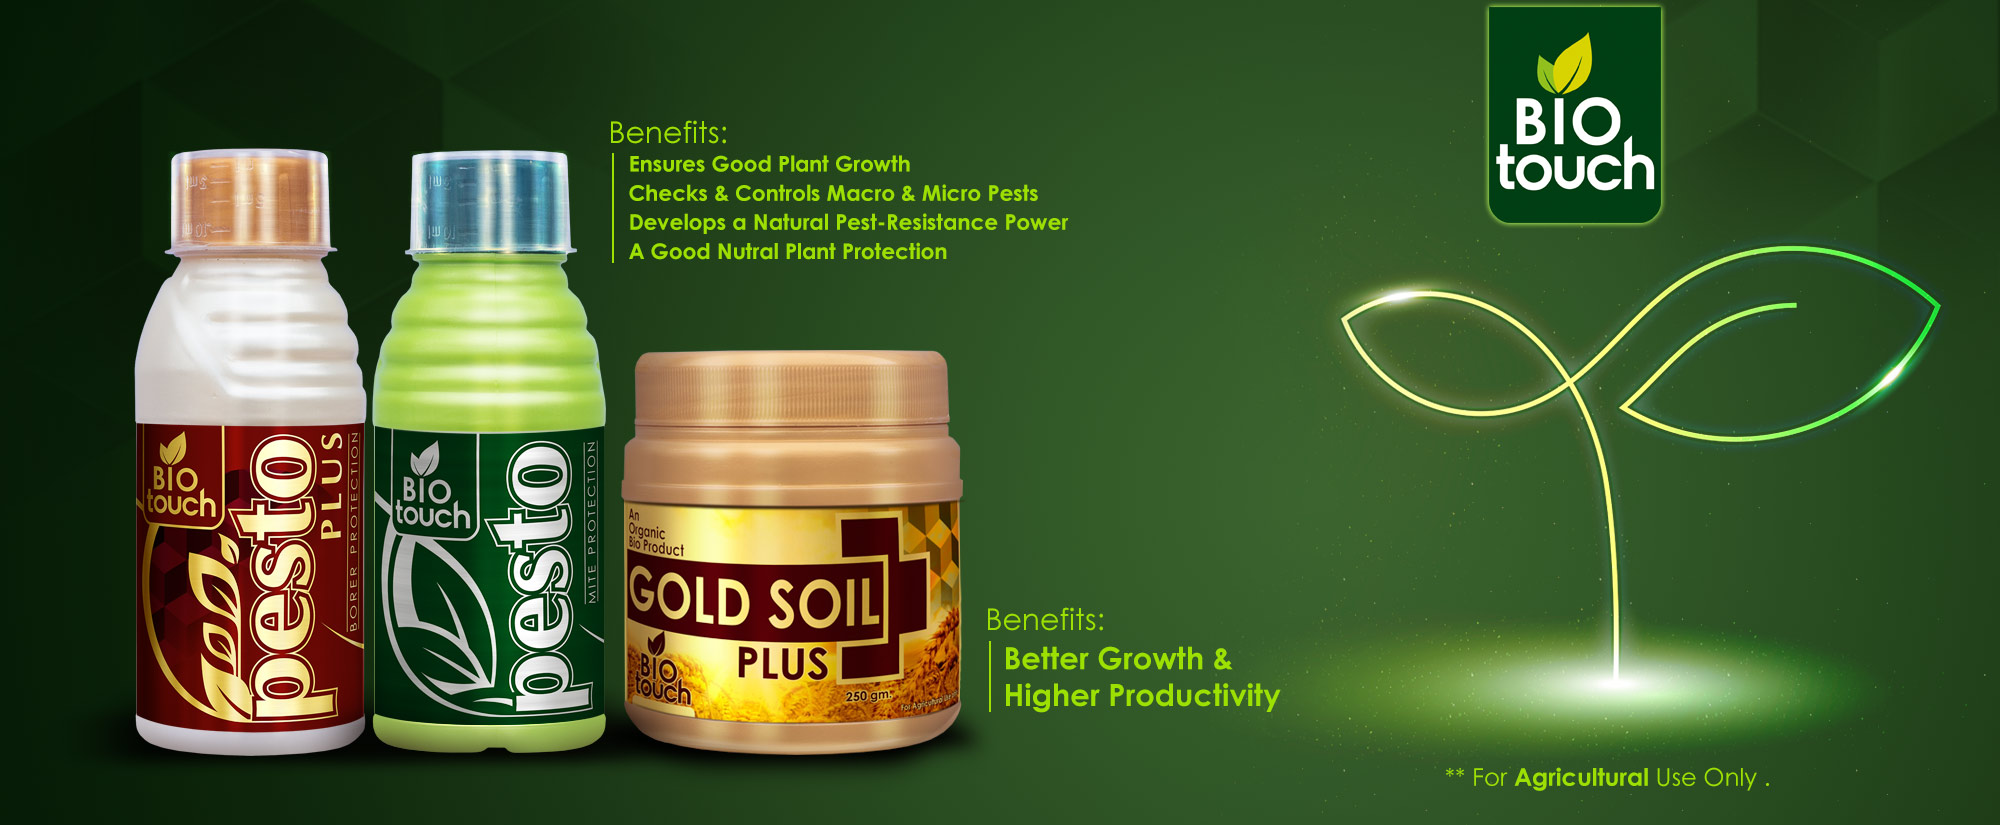 BIO
touch
Benefits:
Ensures Good Plant Growth
Checks & Controls Macro & Micro Pests
Develops a Natural Pest-Resistance Power
A Good Nutral Plant Protection
BIO
touch
pesto
PLUS
BORER PROTECTION
BIO
touch
pesto
MITE PROTECTION
An
Organic
Bio Product
GOLD SOIL
PLUS
BIO
touch
250 gm.
For Agricultural
Benefits:
Better Growth &
Higher Productivity
** For Agricultural Use Only .